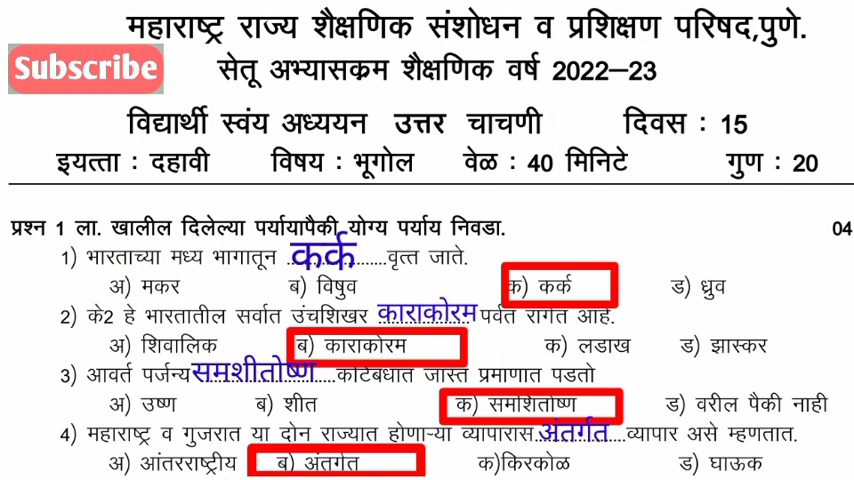 महाराष्ट्र राज्य शैक्षणिक संशोधन व प्रशिक्षण परिषद,पुणे.
Subscribe
सेतू अभ्यासक्रम शैक्षणिक वर्ष 2022–23
विद्यार्थी स्वंय अध्ययन उत्तर चाचणी दिवस : 15
इयत्ता : दहावी विषय : भूगोल वेळ : 40 मिनिटे गुण : 20
प्रश्न 1 ला. खालील दिलेल्या पर्यायापैकी योग्य पर्याय निवडा. 04
1) भारताच्या मध्य भागातून कर्क वृत्त जाते.
अ) मकर ब) विषुव क) कर्क ड) ध्रुव
2) के2 हे भारतातील सर्वात उंचशिखर काराकोरम पर्वत रांगेत आहे.
अ) शिवालिक ब) काराकोरम क) लडाख ड) झास्कर
3) आवर्त पर्जन्य समशीतोष्ण कटिबंधात जास्त प्रमाणात पडतो
अ) उष्ण ब) शीत क) समशितोष्ण ड) वरील पैकी नाही
4) महाराष्ट्र व गुजरात या दोन राज्यात होणाऱ्या व्यापारास अंतर्गत व्यापार असे म्हणतात.
अ) आंतरराष्ट्रीय ब) अंतर्गत क)किरकोळ ड) घाऊक